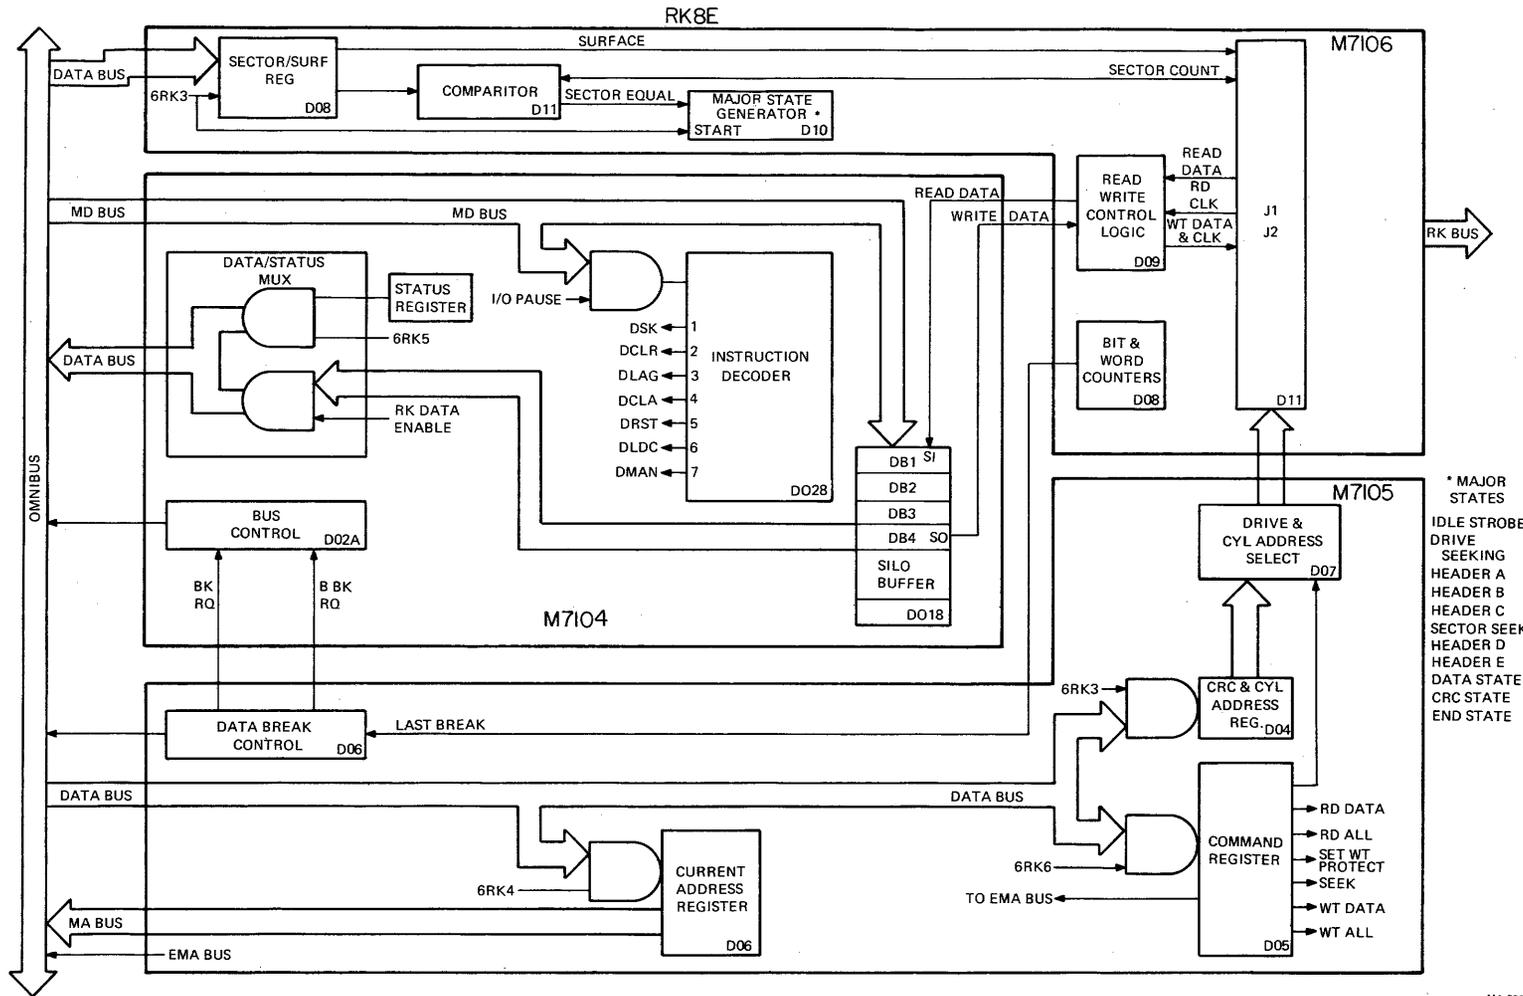 RK8E
M7106
SURFACE
DATA BUS
SECTOR/SURF
REG
D08
6RK3
COMPARITOR
D11
SECTOR EQUAL
SECTOR COUNT
MAJOR STATE
GENERATOR *
START D10
READ
DATA
RD
CLK
WT DATA
& CLK
READ
WRITE
CONTROL
LOGIC
D09
J1
J2
D11
RK BUS
BIT &
WORD
COUNTERS
D08
OMNIBUS
MD BUS
MD BUS
READ DATA
WRITE DATA
DATA/STATUS
MUX
STATUS
REGISTER
6RK5
DATA BUS
RK DATA
ENABLE
I/O PAUSE
INSTRUCTION
DECODER
DO28
DSK 1
DCLR 2
DLAG 3
DCLA 4
DRST 5
DLDC 6
DMAN 7
SI
DB1
DB2
DB3
DB4 SO
SILO
BUFFER
DO18
BUS
CONTROL
D02A
BK
RQ
B BK
RQ
M7104
M7105
DRIVE &
CYL ADDRESS
SELECT
D07
6RK3
CRC & CYL
ADDRESS
REG.
D04
DATA BREAK
CONTROL
D06
LAST BREAK
DATA BUS
DATA BUS
6RK4
CURRENT
ADDRESS
REGISTER
D06
6RK6
TO EMA BUS
COMMAND
REGISTER
D05
RD DATA
RD ALL
SET WT
PROTECT
SEEK
WT DATA
WT ALL
MA BUS
EMA BUS
* MAJOR
STATES
IDLE STROBE
DRIVE
SEEKING
HEADER A
HEADER B
HEADER C
SECTOR SEEK
HEADER D
HEADER E
DATA STATE
CRC STATE
END STATE